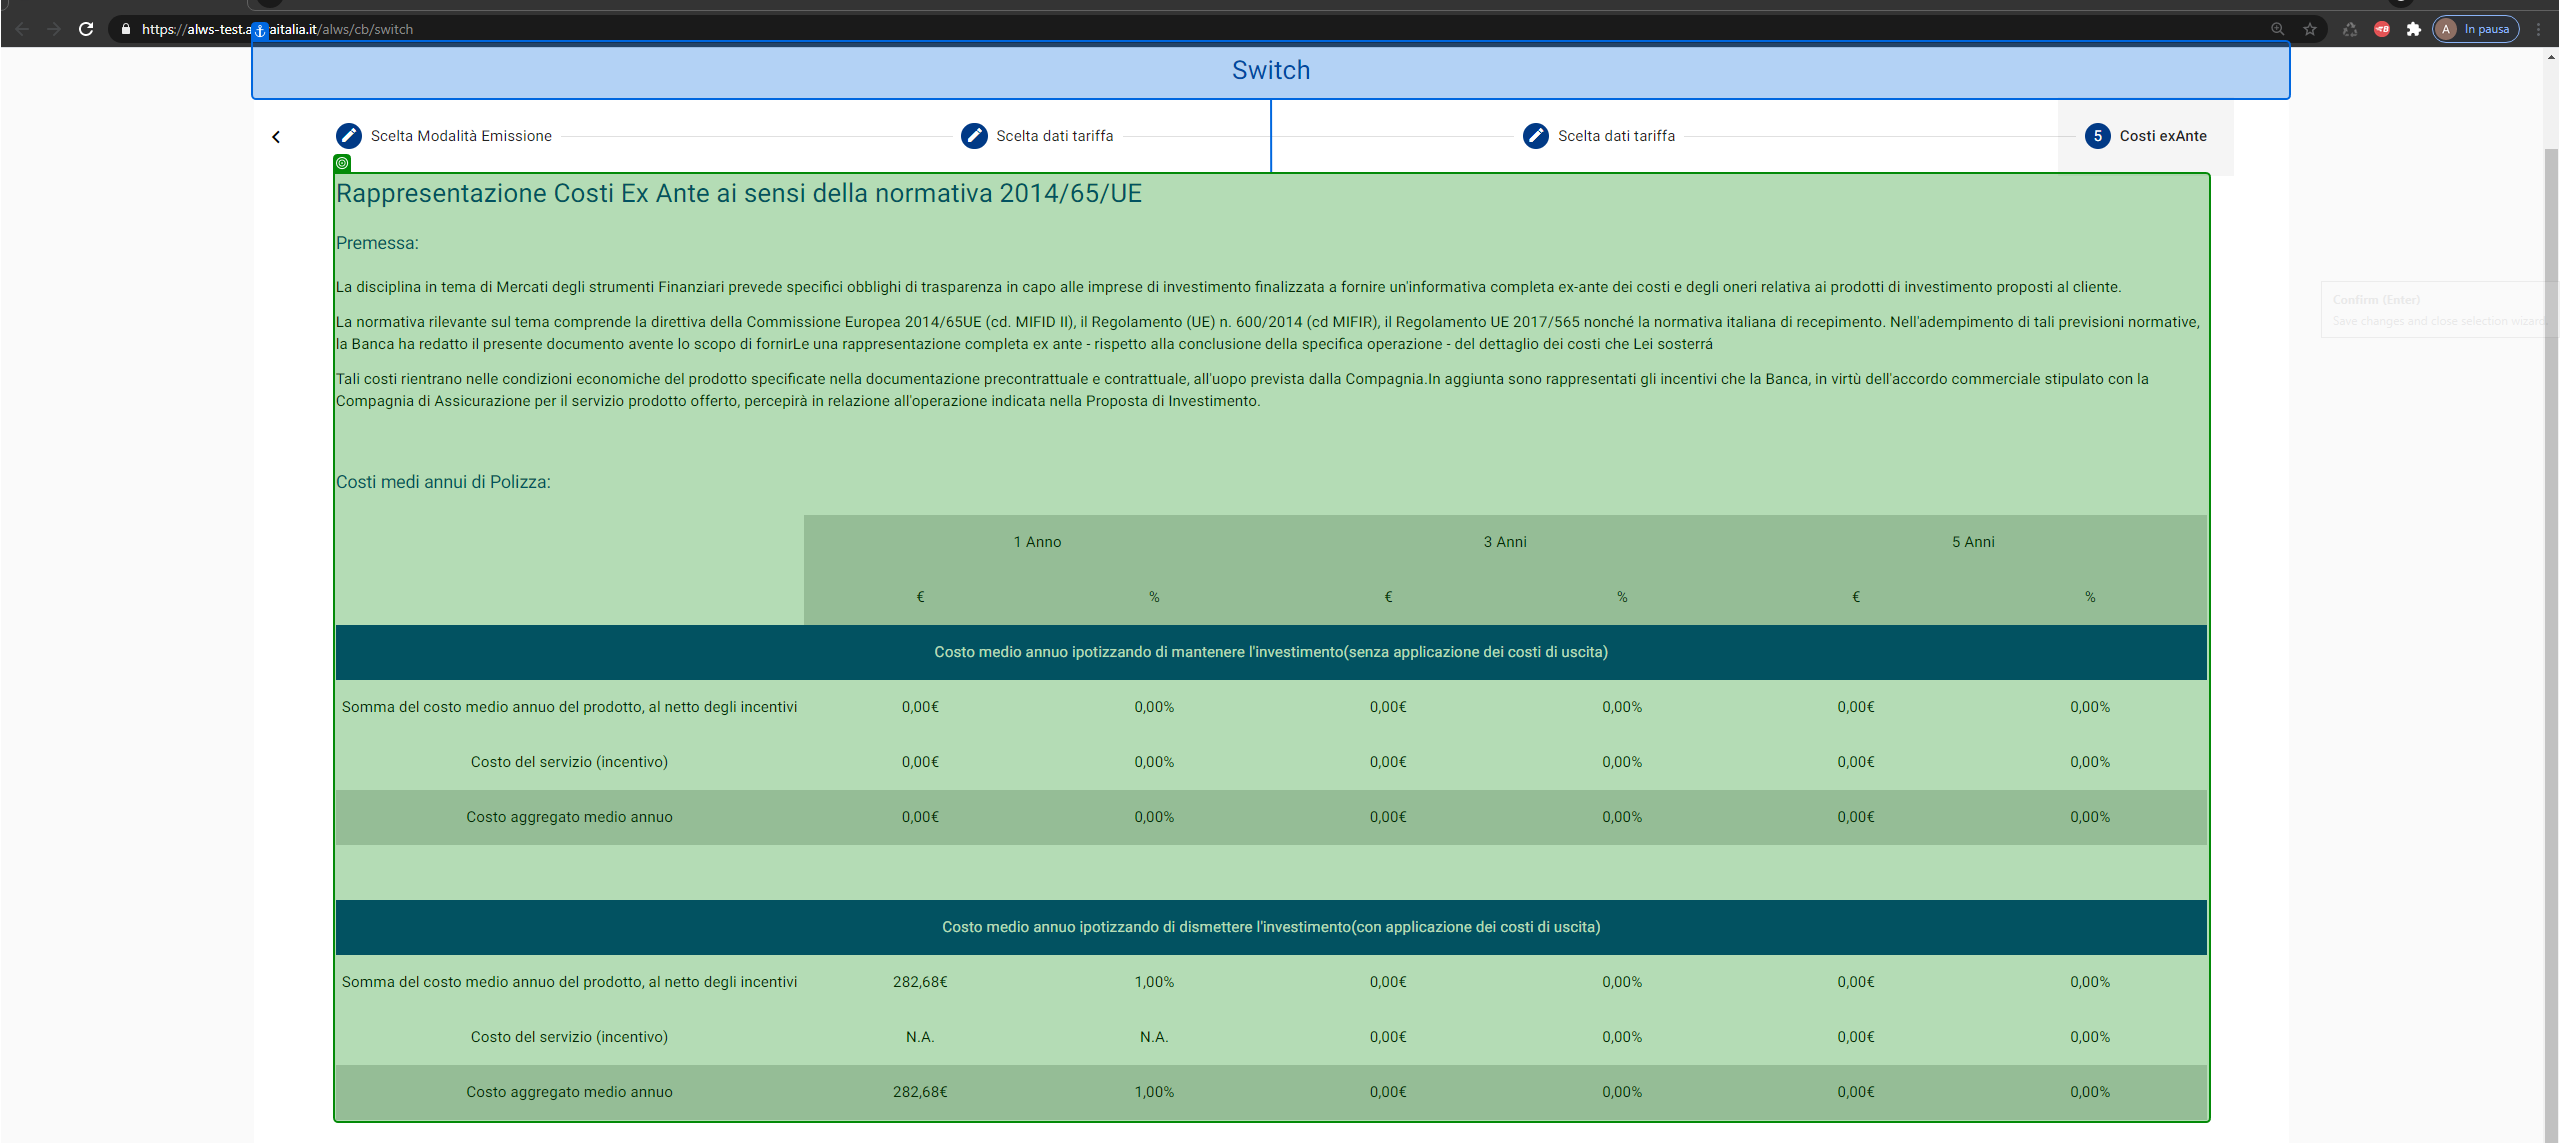 https://alws-test.a aitalia.it/alws/cb/switch
In pausa
A
Switch
Scelta Modalità Emissione
Scelta dati tariffa
Scelta dati tariffa
5 Costi exAnte
Rappresentazione Costi Ex Ante ai sensi della normativa 2014/65/UE
Premessa:
La disciplina in tema di Mercati degli strumenti Finanziari prevede specifici obblighi di trasparenza in capo alle imprese di investimento finalizzata a fornire un'informativa completa ex-ante dei costi e degli oneri relativa ai prodotti di investimento proposti al cliente.
La normativa rilevante sul tema comprende la direttiva della Commissione Europea 2014/65UE (cd. MIFID II), il Regolamento (UE) n. 600/2014 (cd MIFIR), il Regolamento UE 2017/565 nonché la normativa italiana di recepimento. Nell'adempimento di tali previsioni normative,
la Banca ha redatto il presente documento avente lo scopo di fornirLe una rappresentazione completa ex ante - rispetto alla conclusione della specifica operazione - del dettaglio dei costi che Lei sosterrá
Tali costi rientrano nelle condizioni economiche del prodotto specificate nella documentazione precontrattuale e contrattuale, all'uopo prevista dalla Compagnia.In aggiunta sono rappresentati gli incentivi che la Banca, in virtù dell'accordo commerciale stipulato con la
Compagnia di Assicurazione per il servizio prodotto offerto, percepirà in relazione all'operazione indicata nella Proposta di Investimento.
Confirm (Enter)
Save changes and close selection wizard
Costi medi annui di Polizza:
1 Anno 3 Anni 5 Anni
€ % € % € %
Costo medio annuo ipotizzando di mantenere l'investimento(senza applicazione dei costi di uscita)
Somma del costo medio annuo del prodotto, al netto degli incentivi 0,00€ 0,00% 0,00€ 0,00% 0,00€ 0,00%
Costo del servizio (incentivo) 0,00€ 0,00% 0,00€ 0,00% 0,00€ 0,00%
Costo aggregato medio annuo 0,00€ 0,00% 0,00€ 0,00% 0,00€ 0,00%
Costo medio annuo ipotizzando di dismettere l'investimento(con applicazione dei costi di uscita)
Somma del costo medio annuo del prodotto, al netto degli incentivi 282,68€ 1,00% 0,00€ 0,00% 0,00€ 0,00%
Costo del servizio (incentivo) N.A. N.A. 0,00€ 0,00% 0,00€ 0,00%
Costo aggregato medio annuo 282,68€ 1,00% 0,00€ 0,00% 0,00€ 0,00%